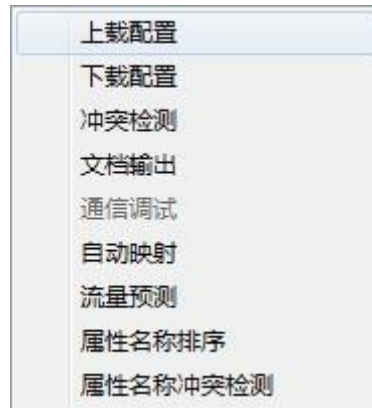 上载配置
下载配置
冲突检测
文档输出
通信调试
自动映射
流量预测
属性名称排序
属性名称冲突检测